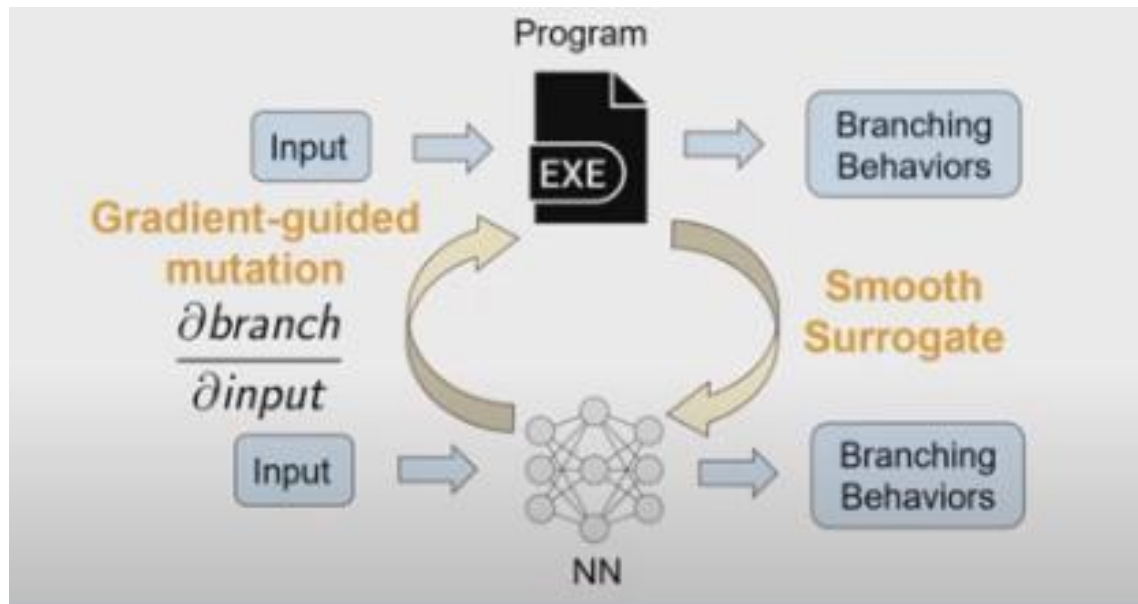 Program
Input
EXE
Branching
Behaviors
Gradient-guided
mutation
∂branch
∂input
Smooth
Surrogate
Input
Branching
Behaviors
NN